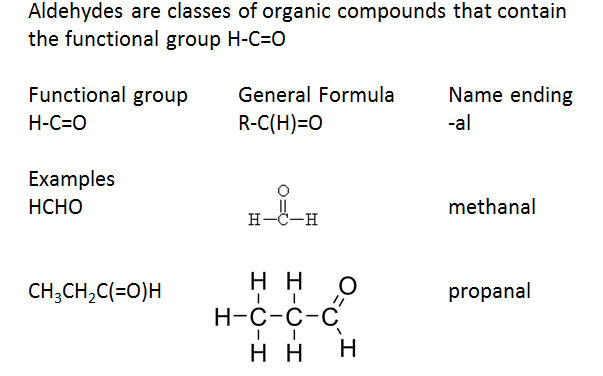 Aldehydes are classes of organic compounds that contain
the functional group H-C=O
Functional group General Formula Name ending
H-C=O R-C(H)=O -al
Examples
HCHO methanal
O
H-C-H
CH₃CH₂C(=O)H propanal
H H O
H-C-C-C
H H H